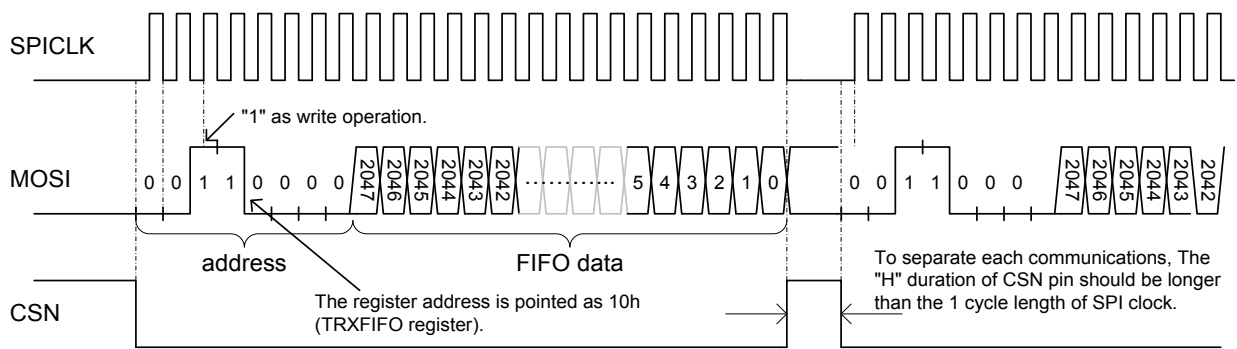 SPICLK
"1" as write operation.
MOSI
0 0 1 1 0 0 0 0 2047 2046 2045 2044 2043 2042 ............. 5 4 3 2 1 0 0 0 1 1 0 0 0 2047 2046 2045 2044 2043 2042
address
FIFO data
To separate each communications, The
"H" duration of CSN pin should be longer
than the 1 cycle length of SPI clock.
The register address is pointed as 10h
(TRXFIFO register).
CSN